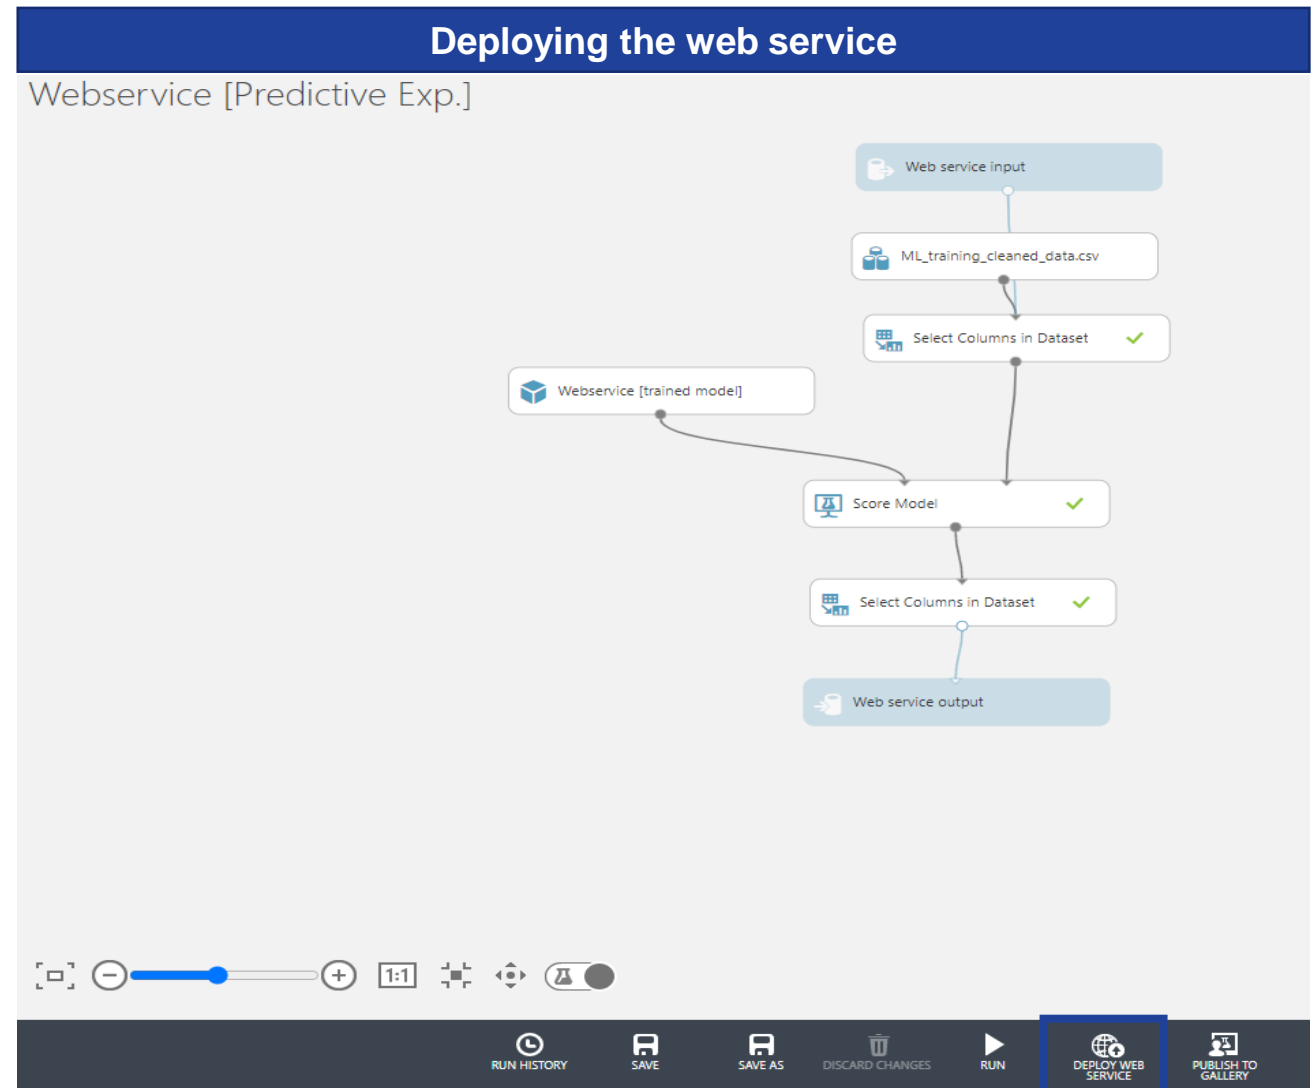 Deploying the web service
Webservice [Predictive Exp.]
Web service input
ML_training_cleaned_data.csv
Select Columns in Dataset
Webservice [trained model]
Score Model
Select Columns in Dataset
Web service output
1:1
RUN HISTORY
SAVE
SAVE AS
DISCARD CHANGES
RUN
DEPLOY WEB
SERVICE
PUBLISH TO
GALLERY